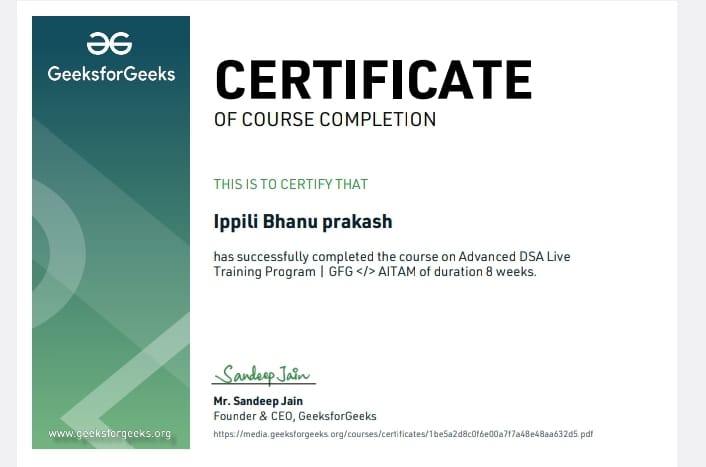 GeeksforGeeks
CERTIFICATE
OF COURSE COMPLETION
THIS IS TO CERTIFY THAT
Ippili Bhanu prakash
has successfully completed the course on Advanced DSA Live
Training Program | GFG </> AITAM of duration 8 weeks.
Sandeep Jain
Mr. Sandeep Jain
Founder & CEO, GeeksforGeeks
www.geeksforgeeks.org
https://media.geeksforgeeks.org/courses/certificates/1be5a2d8c0f6e00a7f7a48e48aa632d5.pdf